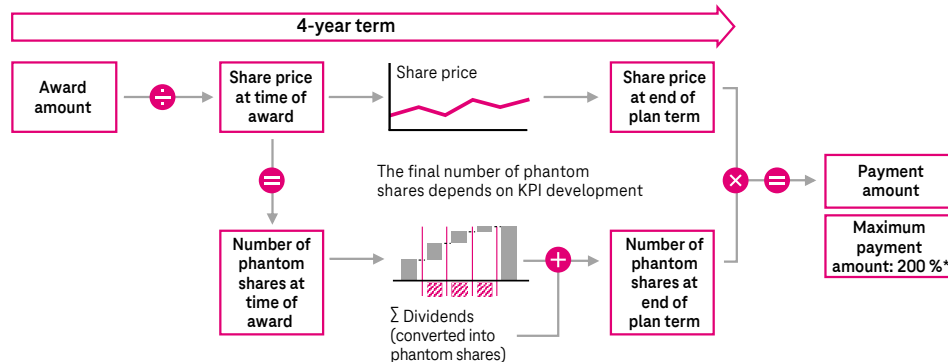 4-year term
Award
amount
÷
Share price
at time of
award
Share price
Share price
at end of
plan term
=
The final number of phantom
shares depends on KPI development
×
=
Payment
amount
Maximum
payment
amount: 200 %*
Number of
phantom
shares at
time of
award
+
Number of
phantom
shares at
end of
plan term
Σ Dividends
(converted into
phantom shares)